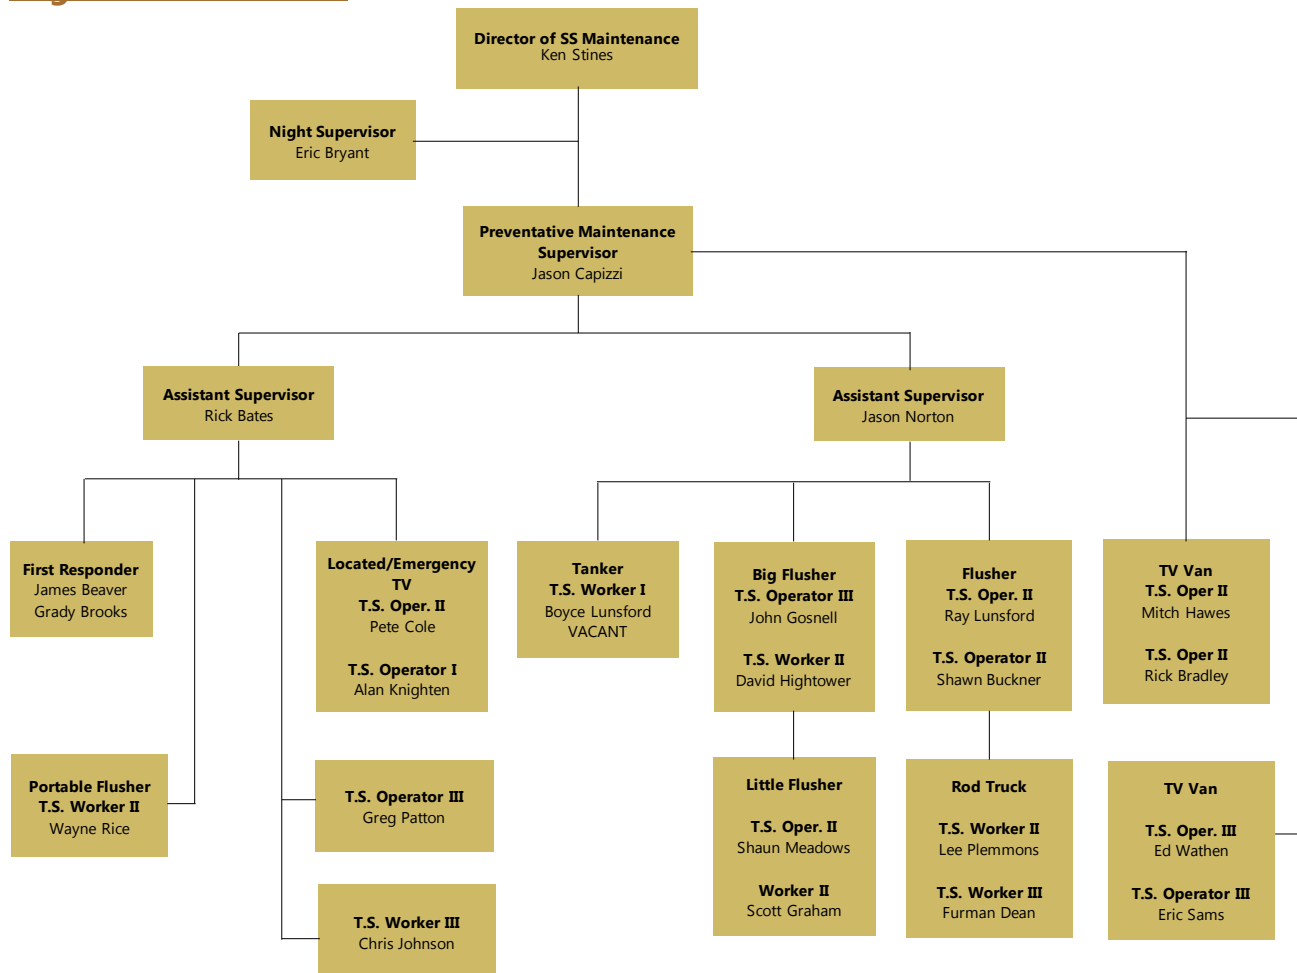 Director of SS Maintenance
Ken Stines
Night Supervisor
Eric Bryant
Preventative Maintenance
Supervisor
Jason Capizzi
Assistant Supervisor
Rick Bates
Assistant Supervisor
Jason Norton
First Responder
James Beaver
Grady Brooks
Located/Emergency
TV
T.S. Oper. II
Pete Cole
T.S. Operator I
Alan Knighten
Tanker
T.S. Worker I
Boyce Lunsford
VACANT
Big Flusher
T.S. Operator III
John Gosnell
T.S. Worker II
David Hightower
Flusher
T.S. Oper. II
Ray Lunsford
T.S. Operator II
Shawn Buckner
TV Van
T.S. Oper II
Mitch Hawes
T.S. Oper II
Rick Bradley
Portable Flusher
T.S. Worker II
Wayne Rice
T.S. Operator III
Greg Patton
T.S. Worker III
Chris Johnson
Little Flusher
T.S. Oper. II
Shaun Meadows
Worker II
Scott Graham
Rod Truck
T.S. Worker II
Lee Plemmons
T.S. Worker III
Furman Dean
TV Van
T.S. Oper. III
Ed Wathen
T.S. Operator III
Eric Sams